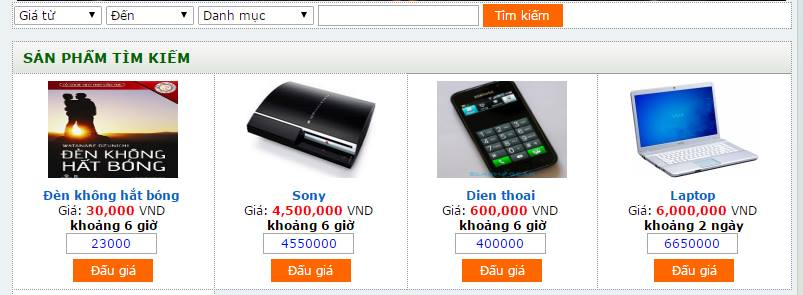 Giá từ Đến Danh mục Tìm kiếm
SẢN PHẨM TÌM KIẾM
WATANABE DZUNICHI
ĐÈN KHÔNG
HẮT BÓNG
Đèn không hắt bóng
Giá: 30,000 VND
khoảng 6 giờ
23000
Đấu giá
Sony
Giá: 4,500,000 VND
khoảng 6 giờ
4550000
Đấu giá
SAMSUNG
Dien thoai
Giá: 600,000 VND
khoảng 6 giờ
400000
Đấu giá
Laptop
Giá: 6,000,000 VND
khoảng 2 ngày
6650000
Đấu giá